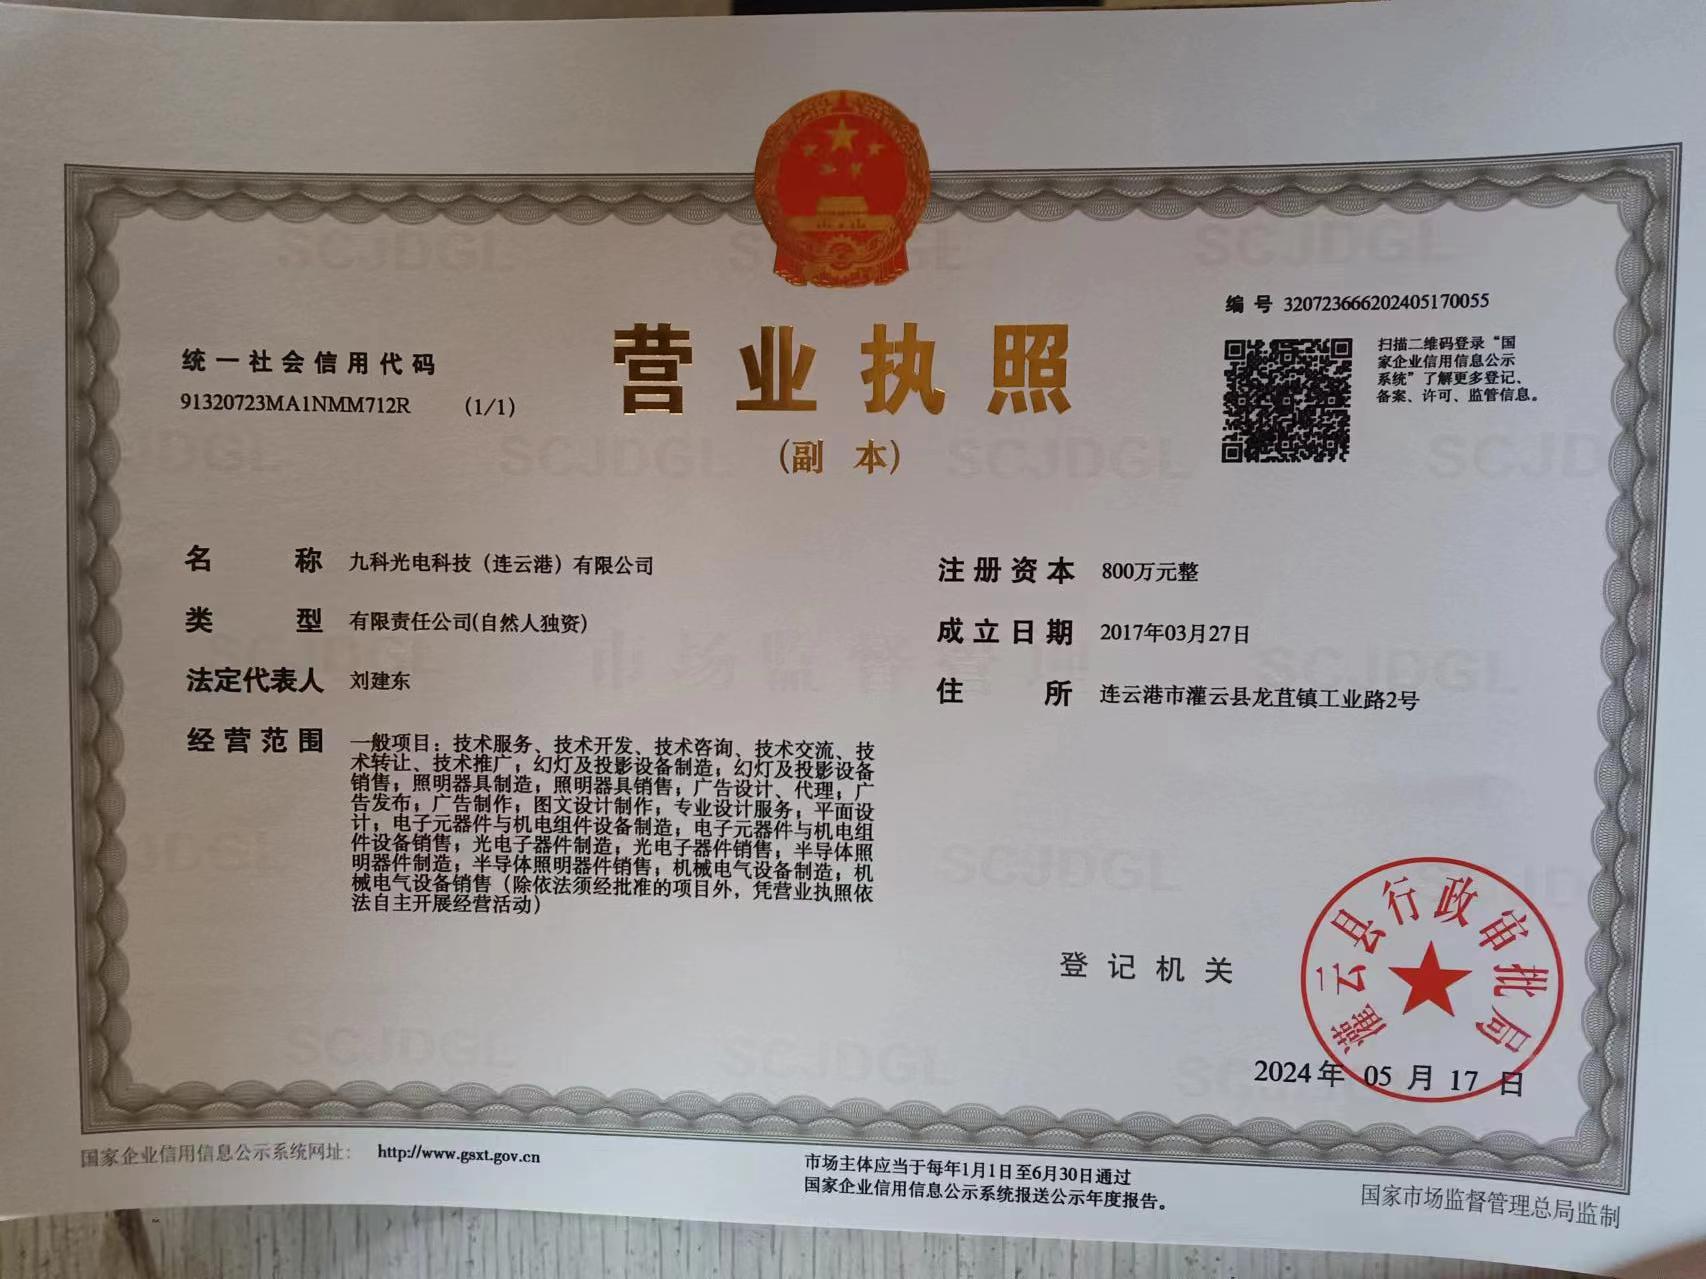 编号 320723666202405170055
统一社会信用代码
91320723MA1NMM712R (1/1)
营业执照
(副 本)
扫描二维码登录“国
家企业信用信息公示
系统”了解更多登记、
备案、许可、监管信息。
名称 九科光电科技（连云港）有限公司
类型 有限责任公司(自然人独资)
法定代表人 刘建东
经营范围 一般项目：技术服务、技术开发、技术咨询、技术交流、技
术转让、技术推广；幻灯及投影设备制造；幻灯及投影设备
销售；照明器具制造；照明器具销售；广告设计、代理；广
告发布；广告制作；图文设计制作；专业设计服务；平面设
计；电子元器件与机电组件设备制造；电子元器件与机电组
件设备销售；光电子器件制造；光电子器件销售；半导体照
明器件制造；半导体照明器件销售；机械电气设备制造；机
械电气设备销售（除依法须经批准的项目外，凭营业执照依
法自主开展经营活动）
注册资本 800万元整
成立日期 2017年03月27日
住所 连云港市灌云县龙苴镇工业路2号
登记机关
灌云县行政审批局
2024年 05 月 17 日
国家企业信用信息公示系统网址： http://www.gsxt.gov.cn
市场主体应当于每年1月1日至6月30日通过
国家企业信用信息公示系统报送公示年度报告。
国家市场监督管理总局监制
SCJDGL
市场监督管理